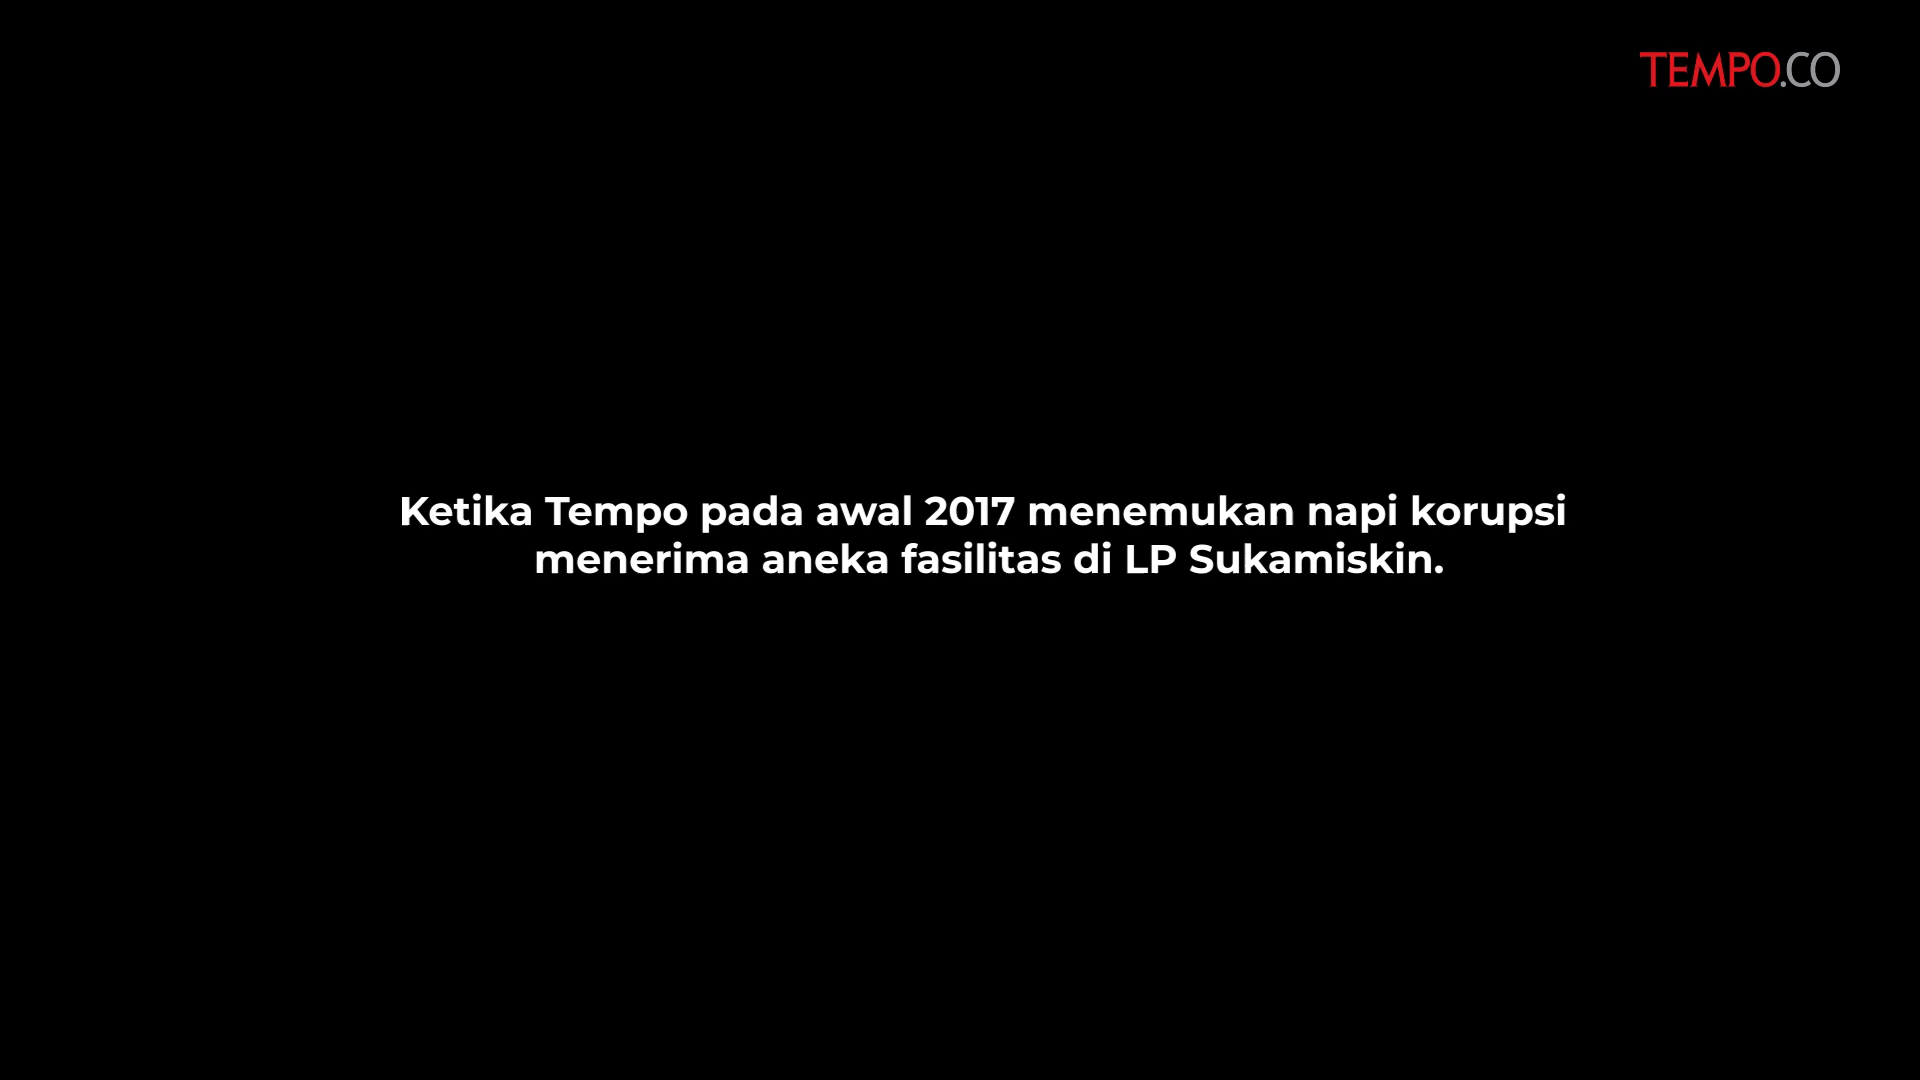 TEMPO.CO
Ketika Tempo pada awal 2017 menemukan napi korupsi
menerima aneka fasilitas di LP Sukamiskin.